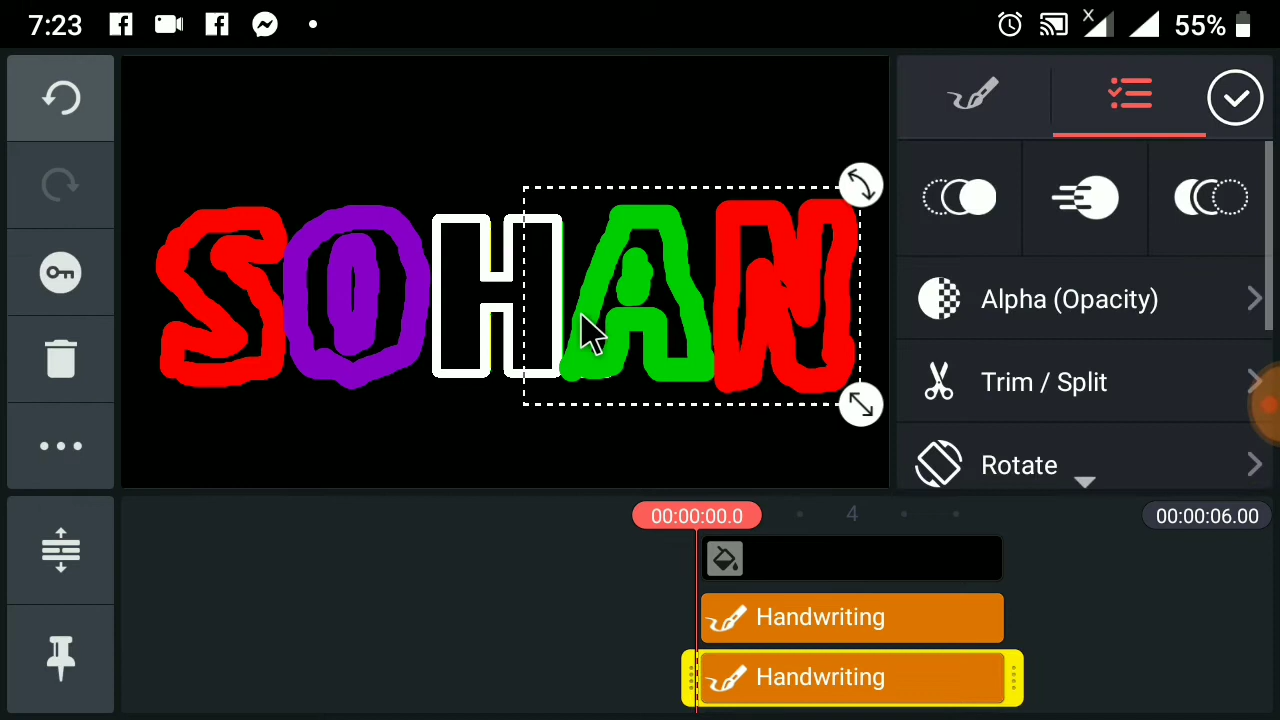 7:23
X
55%
SOHAN
Alpha (Opacity)
Trim / Split
Rotate
00:00:00.0
4
00:00:06.00
Handwriting
Handwriting